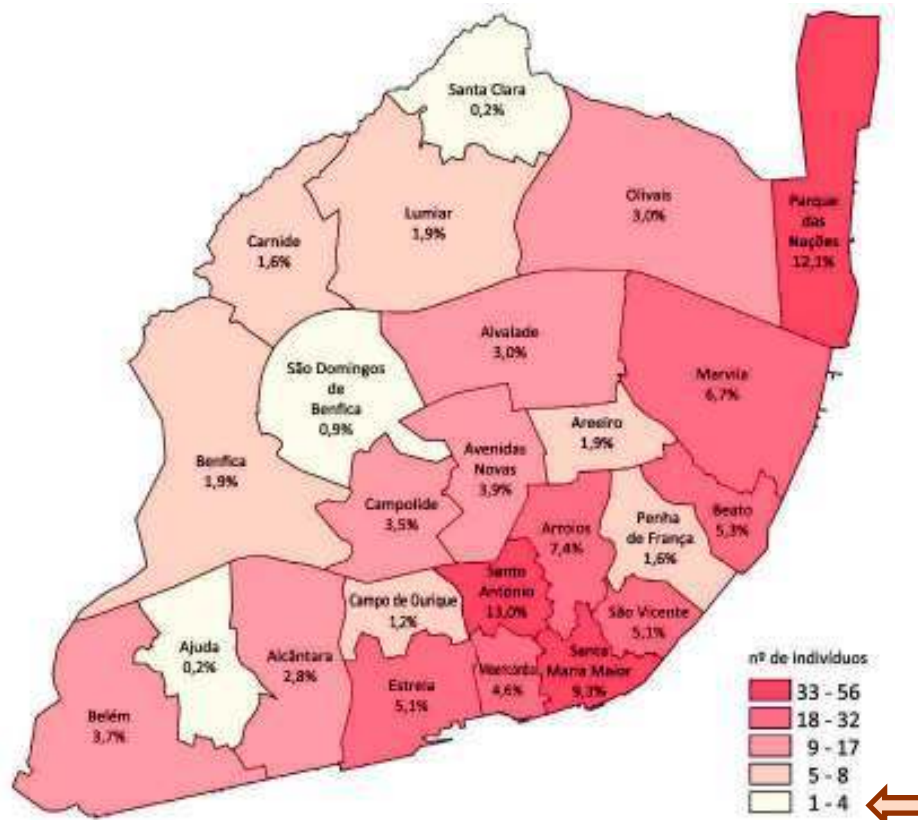 Santa Clara
0,2%
Olivais
3,0%
Parque
das
Nações
12,1%
Lumiar
1,9%
Carnide
1,6%
Alvalade
3,0%
São Domingos
de
Benfica
0,9%
Marvila
6,7%
Areeiro
1,9%
Avenidas
Novas
3,9%
Benfica
1,9%
Campolide
3,5%
Beato
5,3%
Penha
de França
1,6%
Arroios
7,4%
Santo
António
13,0%
Campo de Ourique
1,2%
São Vicente
5,1%
Ajuda
0,2%
Alcântara
2,8%
Estrela
5,1%
Misericórdia
4,6%
Santa
Maria Maior
9,3%
Belém
3,7%
nº de indivíduos
33 - 56
18 - 32
9 - 17
5 - 8
1 - 4